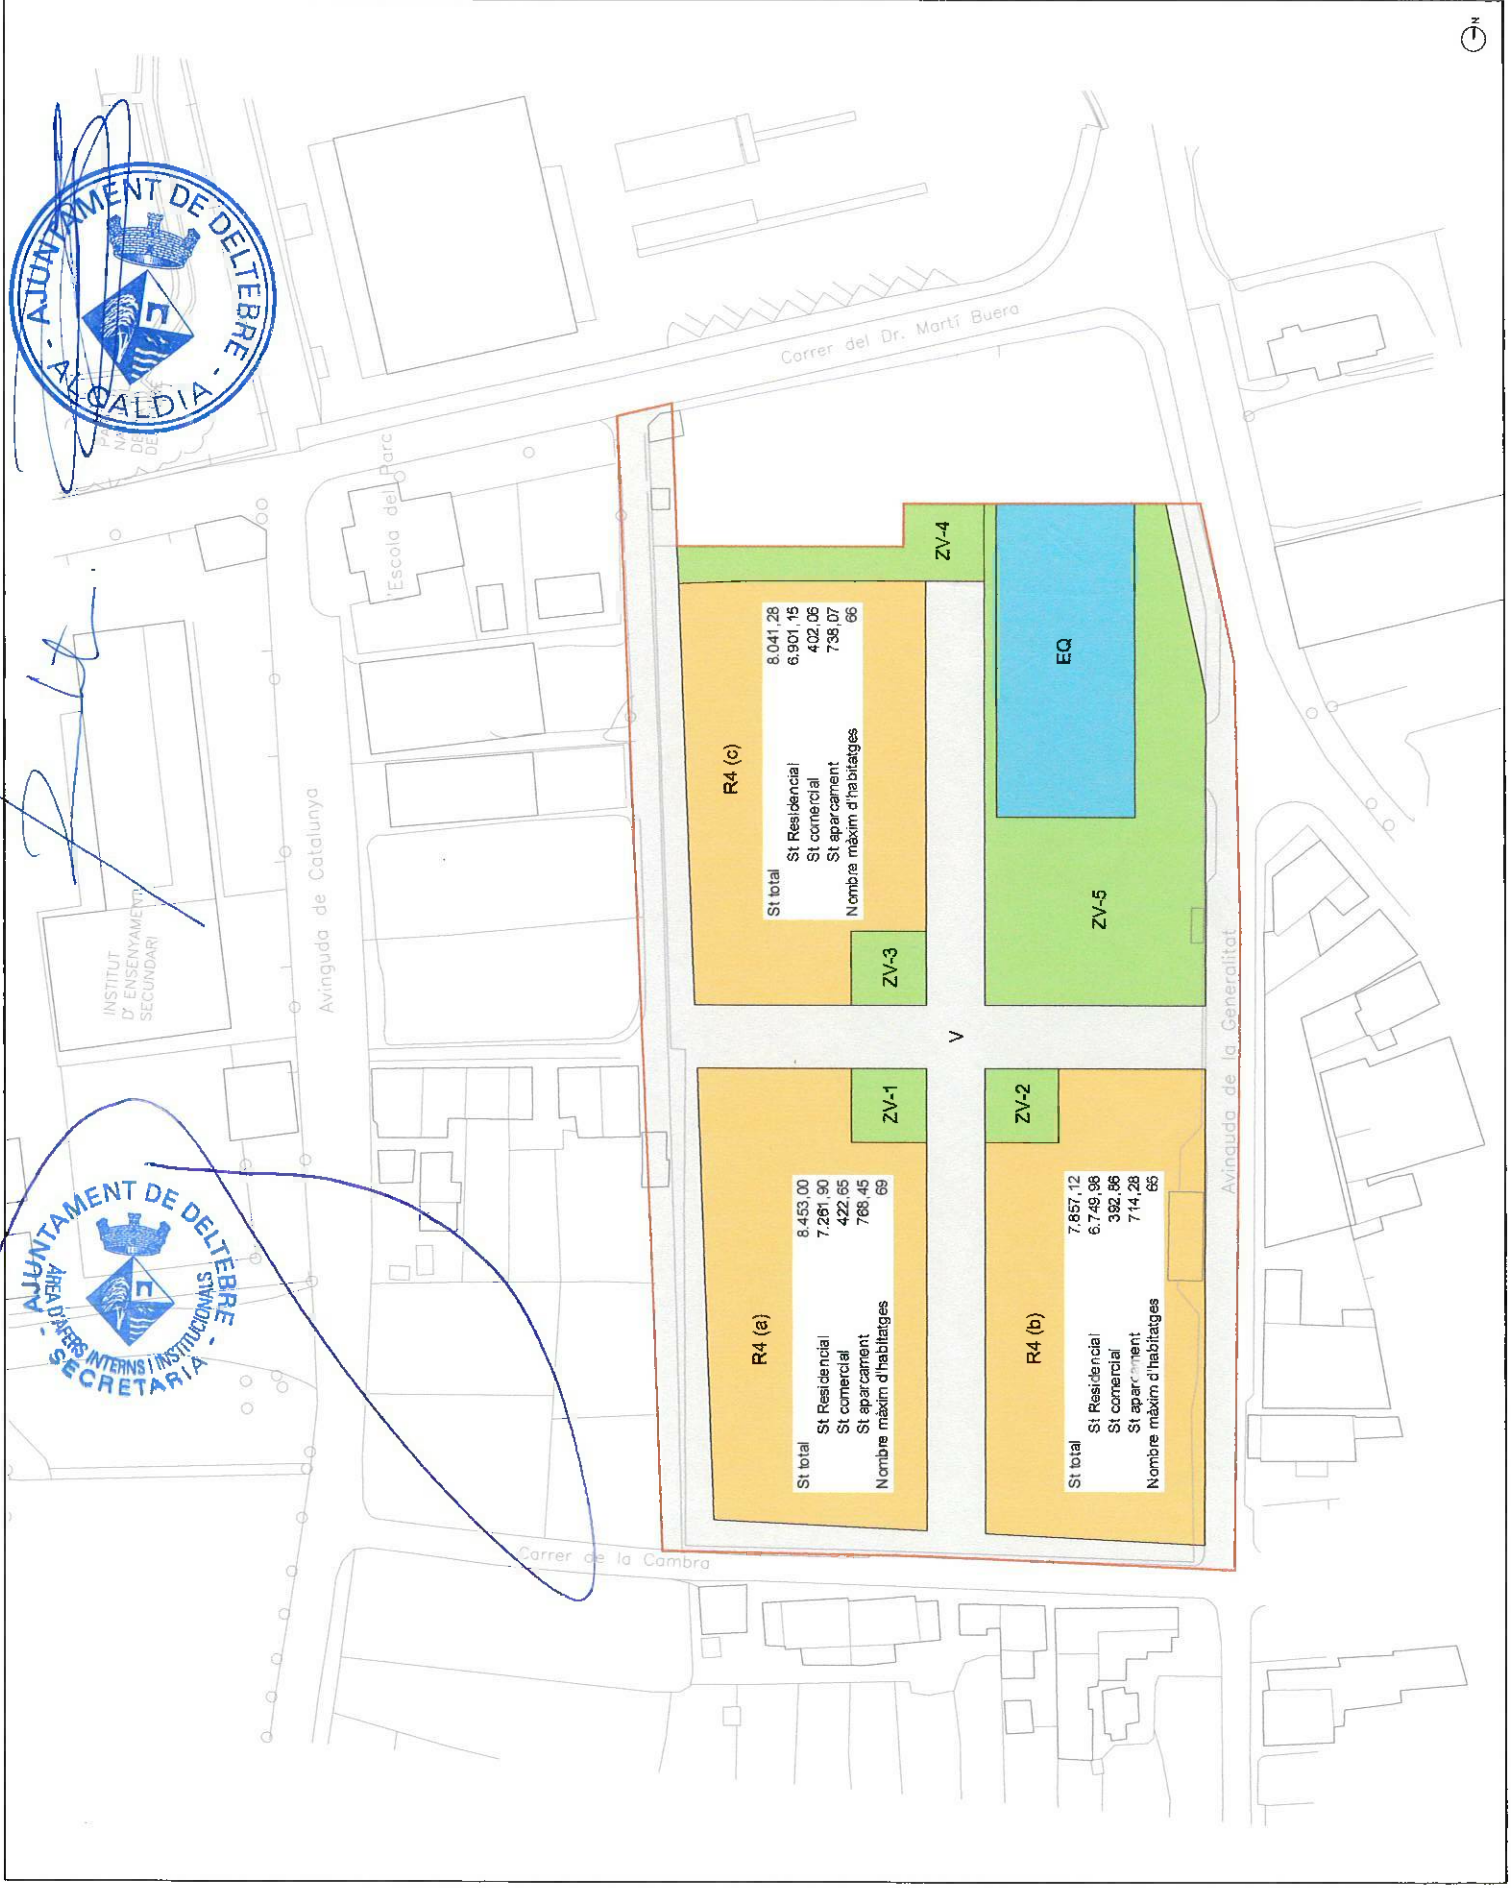 AJUNTAMENT DE DELTEBRE
- ALCALDIA -
AJUNTAMENT DE DELTEBRE
ÀREA D'AFERS INTERNS I INSTITUCIONALS
- SECRETARIA -
INSTITUT
D' ENSENYAMENT
SECUNDARI
Avinguda de Catalunya
Escola del Parc
Carrer del Dr. Martí Buera
Carrer de la Cambra
Avinguda de la Generalitat
R4 (a)
St total 8.453,00
St Residencial 7.261,90
St comercial 422,65
St aparcament 768,45
Nombre màxim d'habitatges 69
ZV-1
R4 (c)
St total 8.041,28
St Residencial 6.901,15
St comercial 402,06
St aparcament 738,07
Nombre màxim d'habitatges 66
ZV-3
ZV-4
V
R4 (b)
St total 7.857,12
St Residencial 6.749,98
St comercial 392,86
St aparcament 714,28
Nombre màxim d'habitatges 65
ZV-2
ZV-5
EQ
N